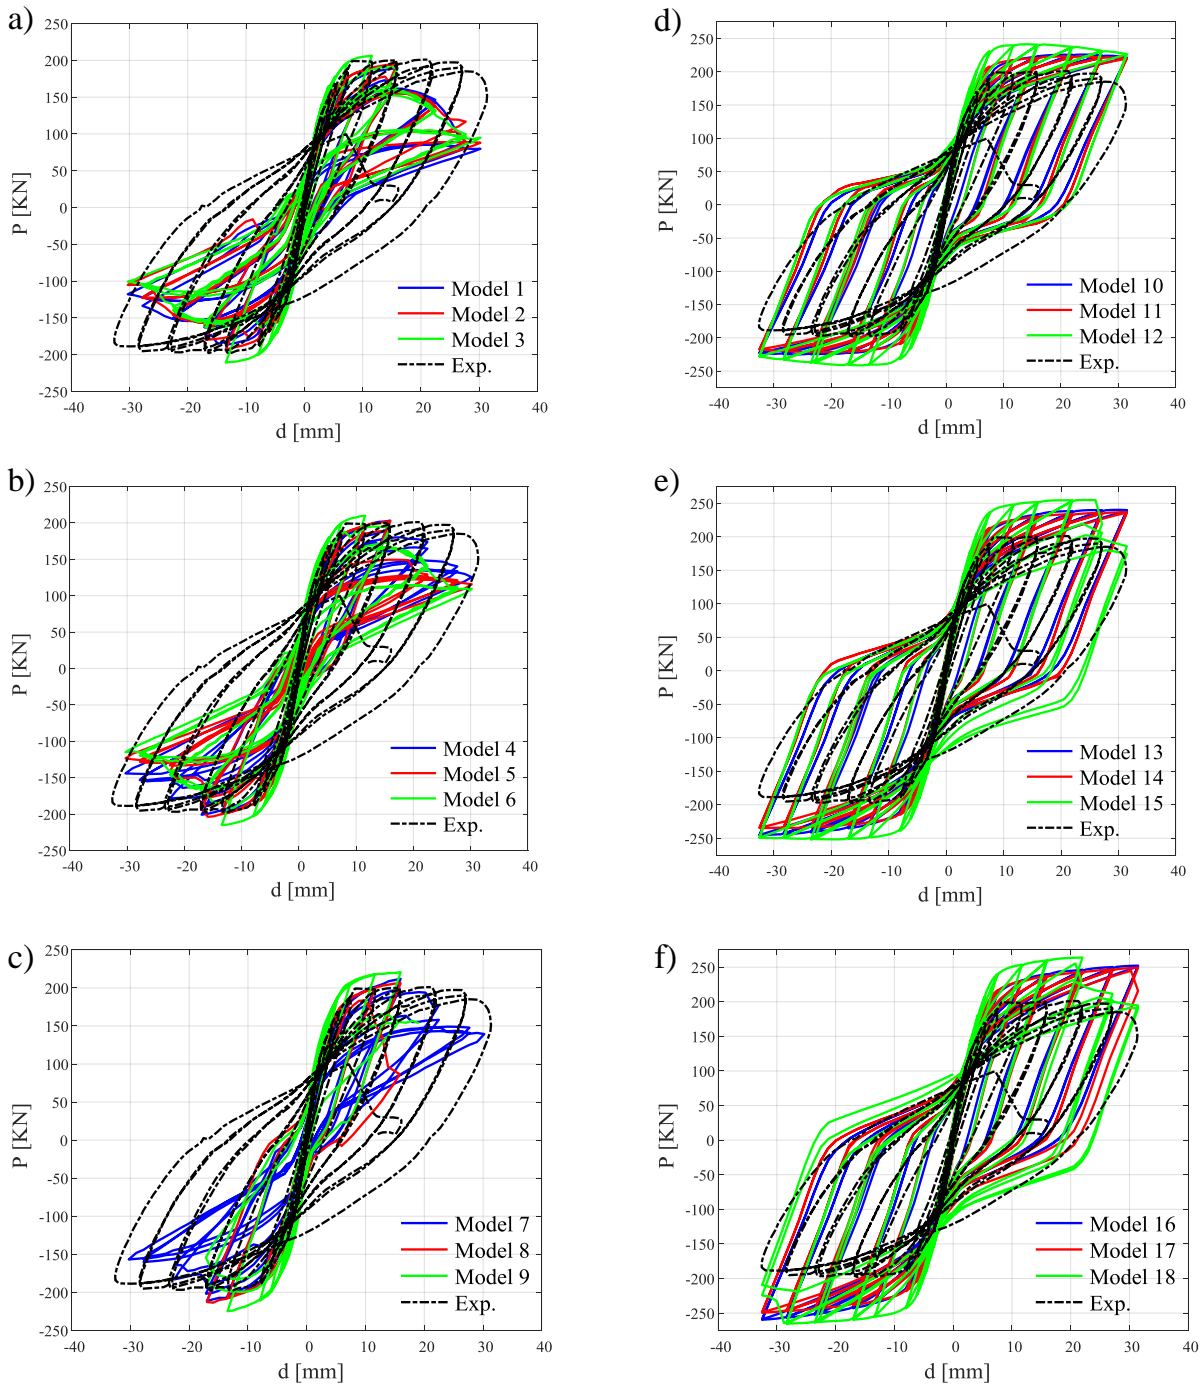 a)
250
200
150
100
50
0
-50
-100
-150
-200
-250
P [KN]
-40 -30 -20 -10 0 10 20 30 40
d [mm]
Model 1
Model 2
Model 3
Exp.
d)
250
200
150
100
50
0
-50
-100
-150
-200
-250
P [KN]
-40 -30 -20 -10 0 10 20 30 40
d [mm]
Model 10
Model 11
Model 12
Exp.
b)
250
200
150
100
50
0
-50
-100
-150
-200
-250
P [KN]
-40 -30 -20 -10 0 10 20 30 40
d [mm]
Model 4
Model 5
Model 6
Exp.
e)
250
200
150
100
50
0
-50
-100
-150
-200
-250
P [KN]
-40 -30 -20 -10 0 10 20 30 40
d [mm]
Model 13
Model 14
Model 15
Exp.
c)
250
200
150
100
50
0
-50
-100
-150
-200
-250
P [KN]
-40 -30 -20 -10 0 10 20 30 40
d [mm]
Model 7
Model 8
Model 9
Exp.
f)
250
200
150
100
50
0
-50
-100
-150
-200
-250
P [KN]
-40 -30 -20 -10 0 10 20 30 40
d [mm]
Model 16
Model 17
Model 18
Exp.